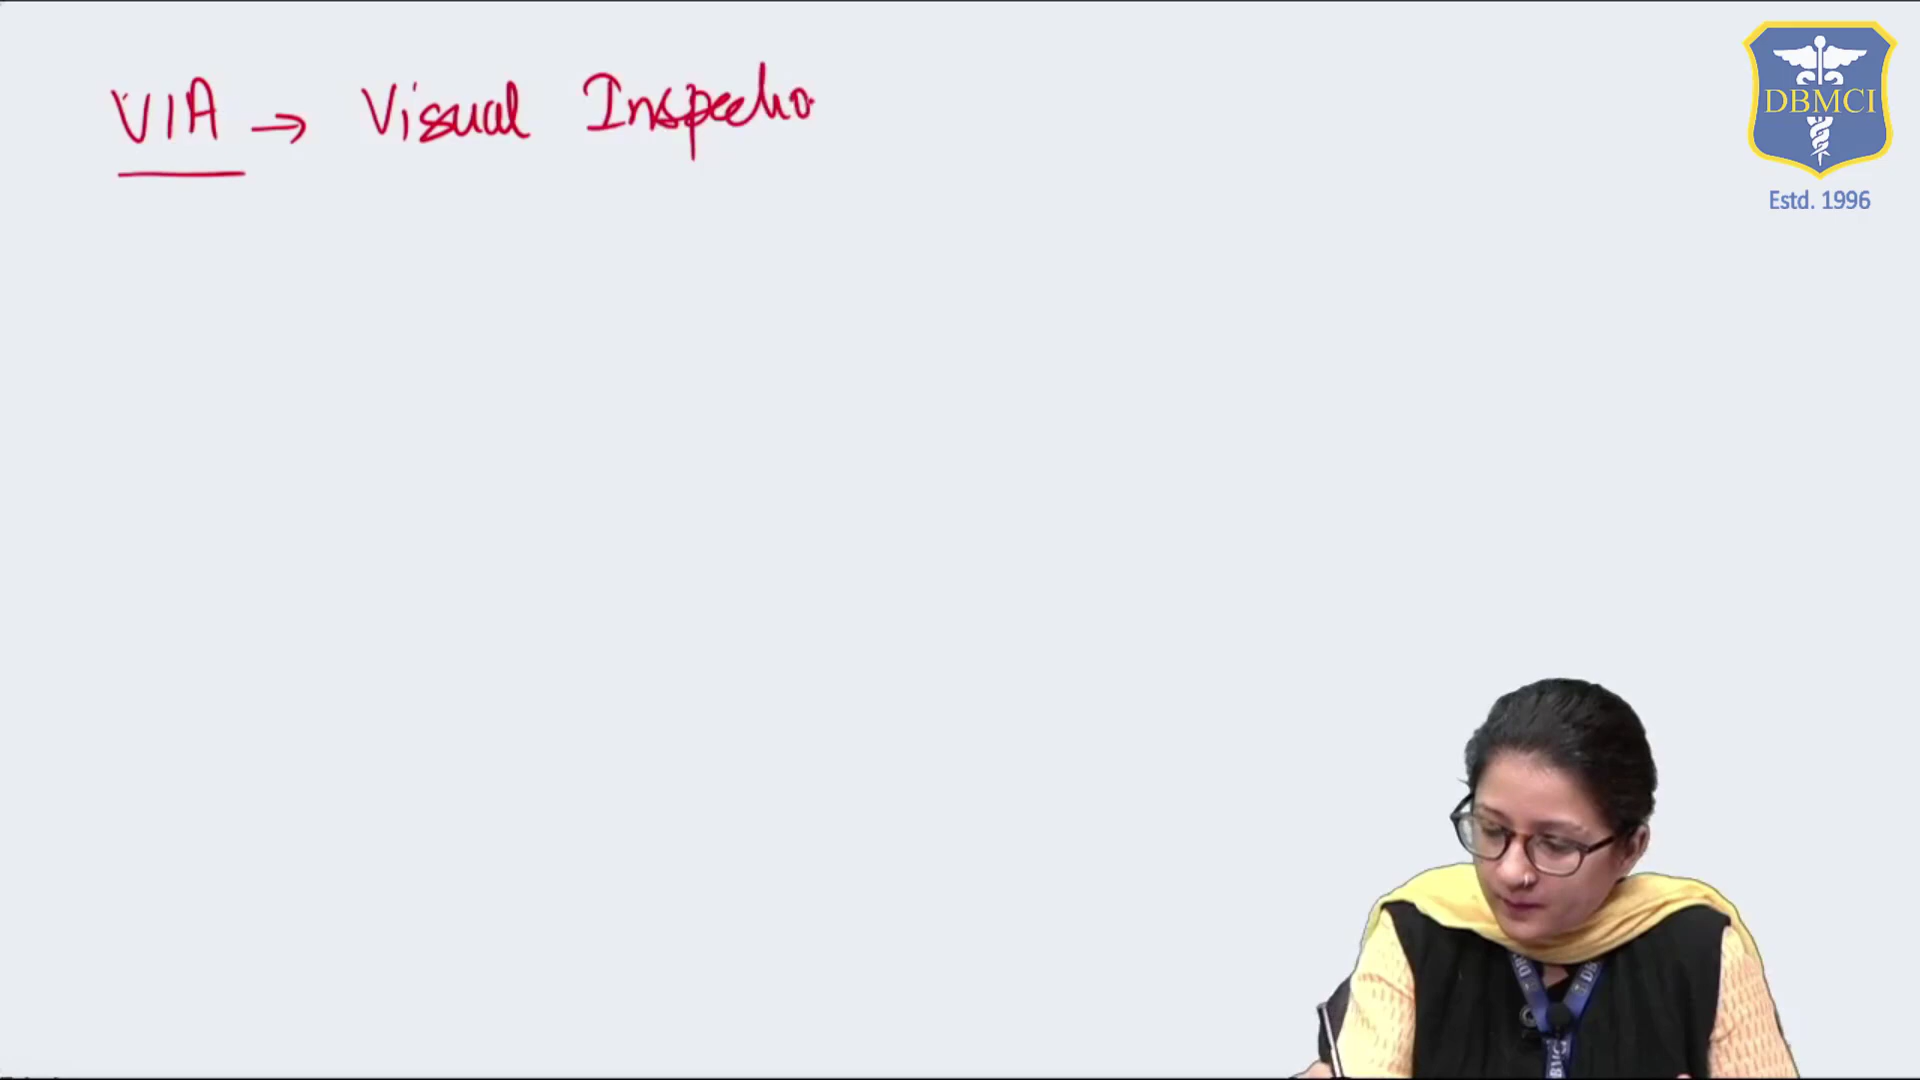 VIA → Visual Inspectio
DBMCI
Estd. 1996